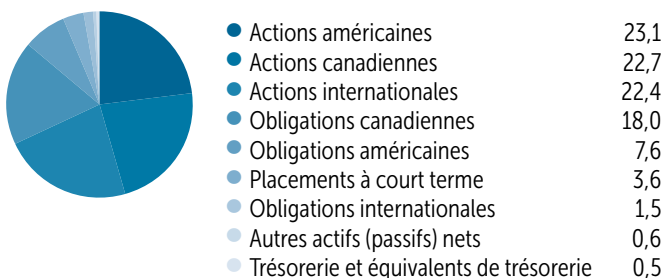 Actions américaines 23,1
Actions canadiennes 22,7
Actions internationales 22,4
Obligations canadiennes 18,0
Obligations américaines 7,6
Placements à court terme 3,6
Obligations internationales 1,5
Autres actifs (passifs) nets 0,6
Trésorerie et équivalents de trésorerie 0,5